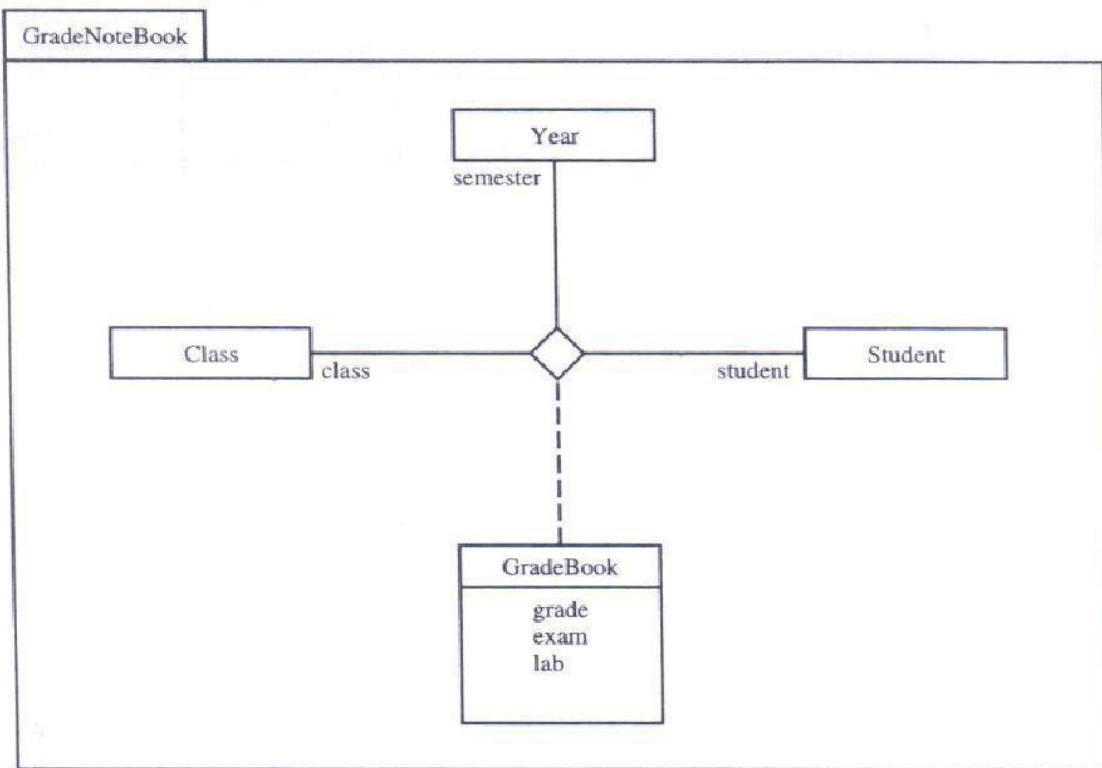 GradeNoteBook
Year
semester
Class
Student
class
student
GradeBook
grade
exam
lab